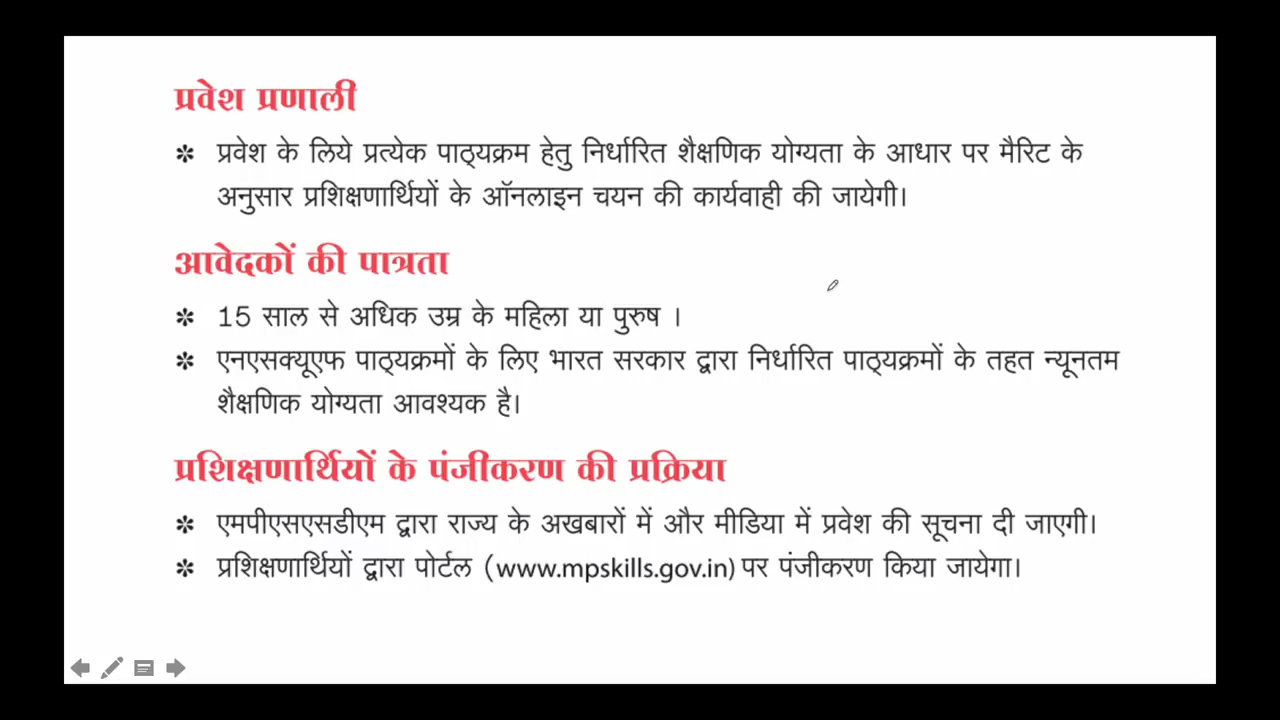 प्रवेश प्रणाली
✲ प्रवेश के लिये प्रत्येक पाठ्यक्रम हेतु निर्धारित शैक्षणिक योग्यता के आधार पर मैरिट के
अनुसार प्रशिक्षणार्थियों के ऑनलाइन चयन की कार्यवाही की जायेगी।
आवेदकों की पात्रता
✲ 15 साल से अधिक उम्र के महिला या पुरुष ।
✲ एनएसक्यूएफ पाठ्यक्रमों के लिए भारत सरकार द्वारा निर्धारित पाठ्यक्रमों के तहत न्यूनतम
शैक्षणिक योग्यता आवश्यक है।
प्रशिक्षणार्थियों के पंजीकरण की प्रक्रिया
✲ एमपीएसएसडीएम द्वारा राज्य के अखबारों में और मीडिया में प्रवेश की सूचना दी जाएगी।
✲ प्रशिक्षणार्थियों द्वारा पोर्टल (www.mpskills.gov.in) पर पंजीकरण किया जायेगा।